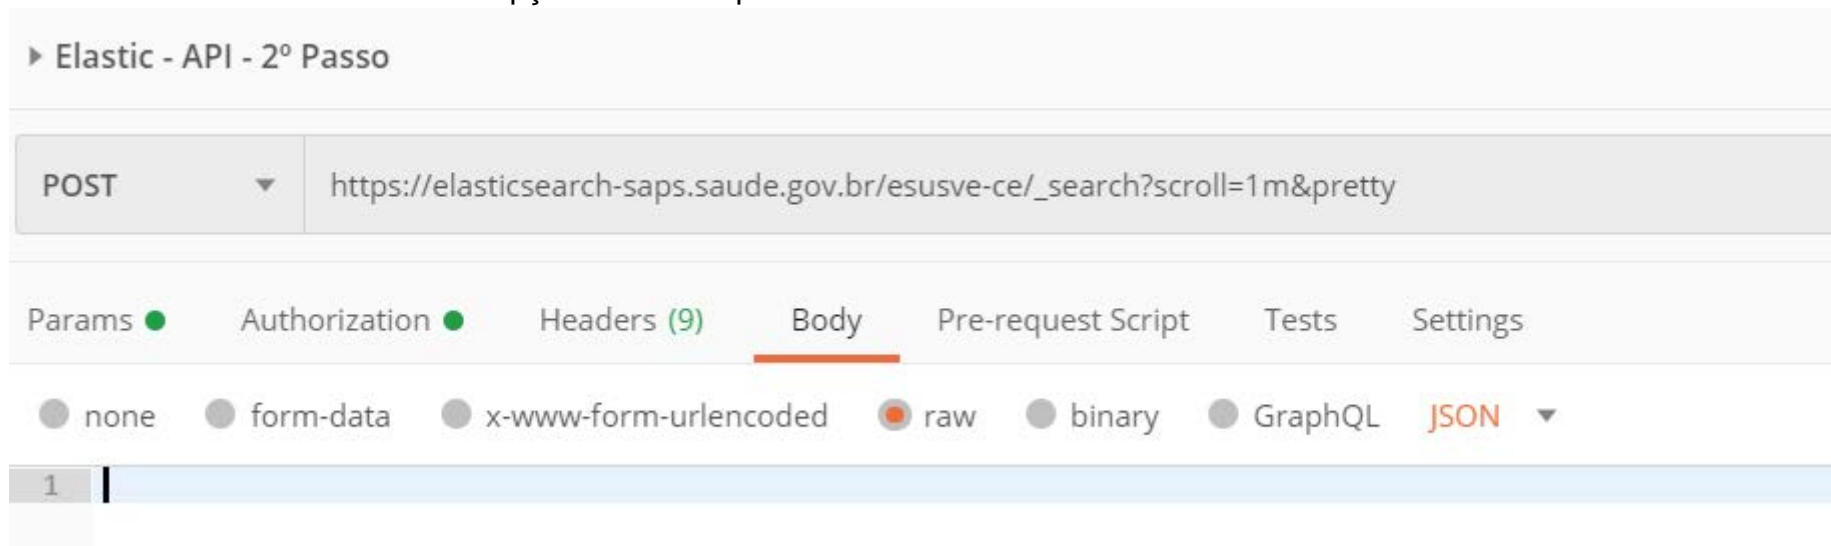 Elastic - API - 2º Passo
POST https://elasticsearch-saps.saude.gov.br/esusve-ce/_search?scroll=1m&pretty
Params Authorization Headers (9) Body Pre-request Script Tests Settings
none form-data x-www-form-urlencoded raw binary GraphQL JSON
1